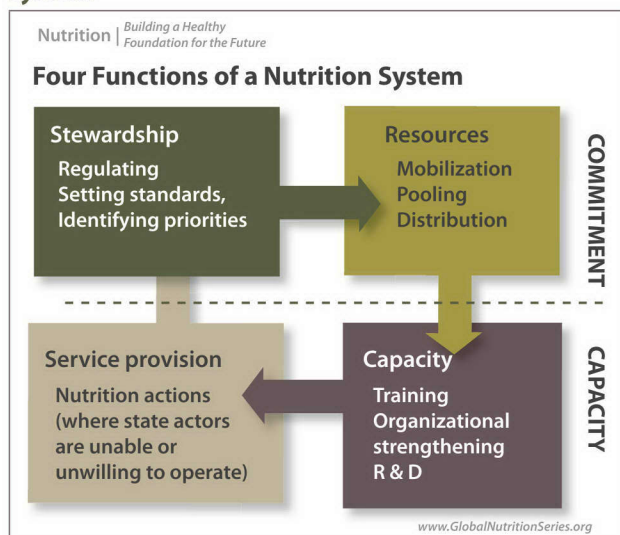 Nutrition | Building a Healthy
Foundation for the Future
Four Functions of a Nutrition System
Stewardship
Regulating
Setting standards,
Identifying priorities
Resources
Mobilization
Pooling
Distribution
COMMITMENT
Service provision
Nutrition actions
(where state actors
are unable or
unwilling to operate)
Capacity
Training
Organizational
strengthening
R & D
CAPACITY
www.GlobalNutritionSeries.org